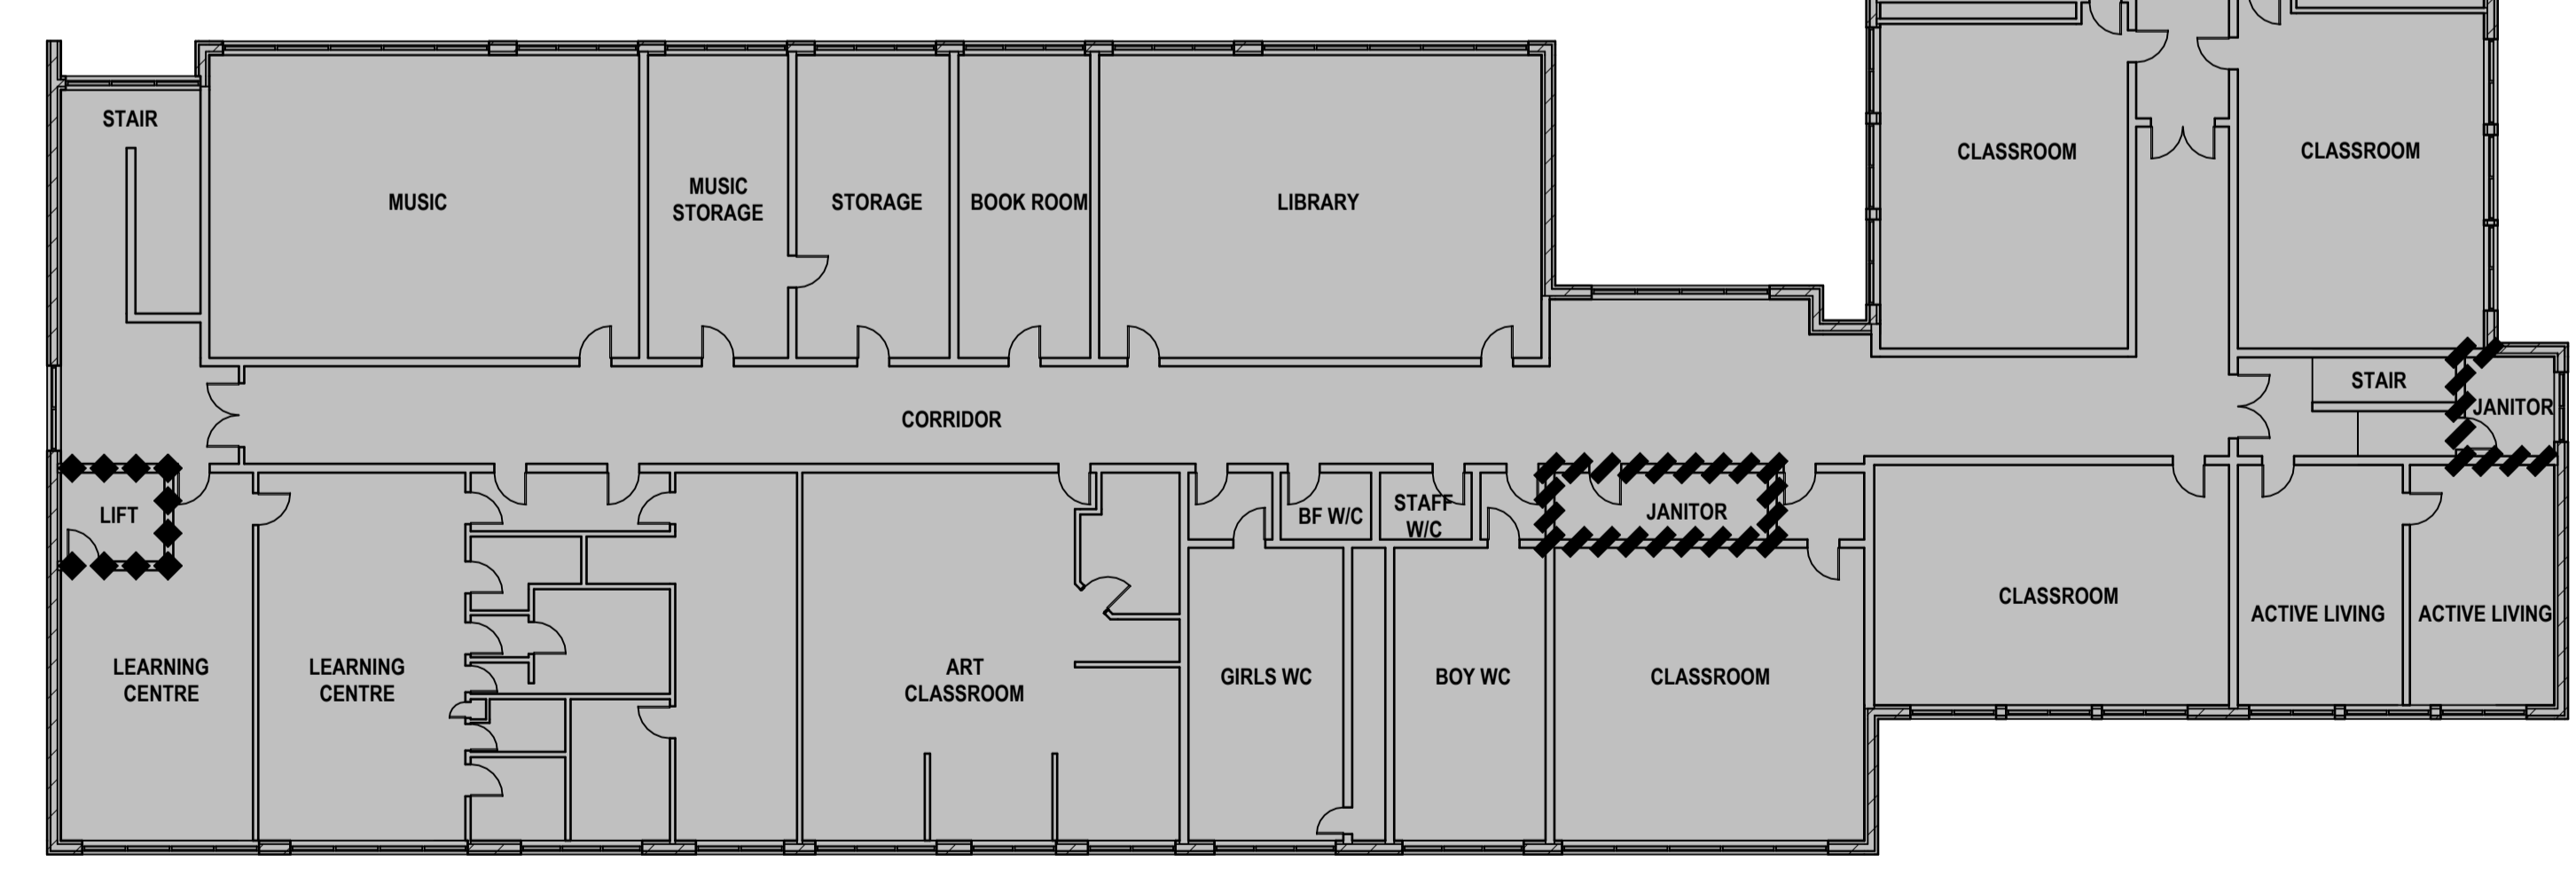 STAIR
MUSIC
MUSIC
STORAGE
STORAGE
BOOK ROOM
LIBRARY
CLASSROOM
CLASSROOM
CORRIDOR
STAIR
JANITOR
LIFT
BF W/C
STAFF
W/C
JANITOR
LEARNING
CENTRE
LEARNING
CENTRE
ART
CLASSROOM
GIRLS WC
BOY WC
CLASSROOM
CLASSROOM
ACTIVE LIVING
ACTIVE LIVING